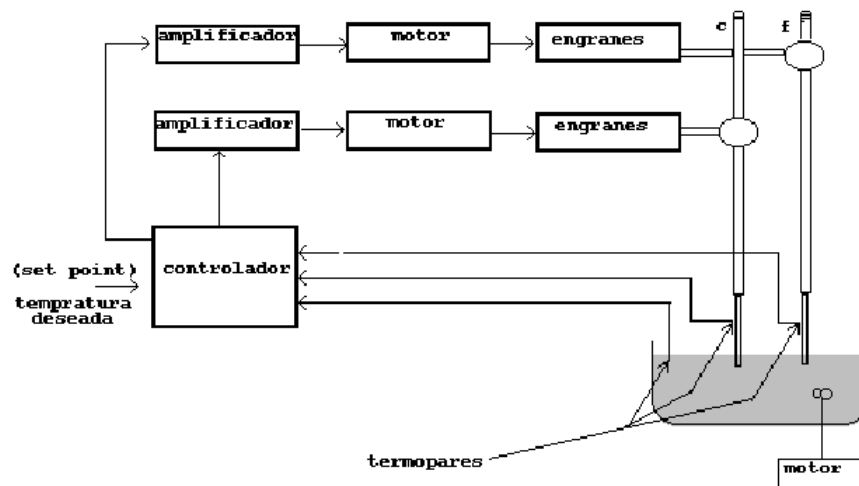 amplificador
motor
engranes
c
f
amplificador
motor
engranes
(set point)
tempratura
deseada
controlador
termopares
motor